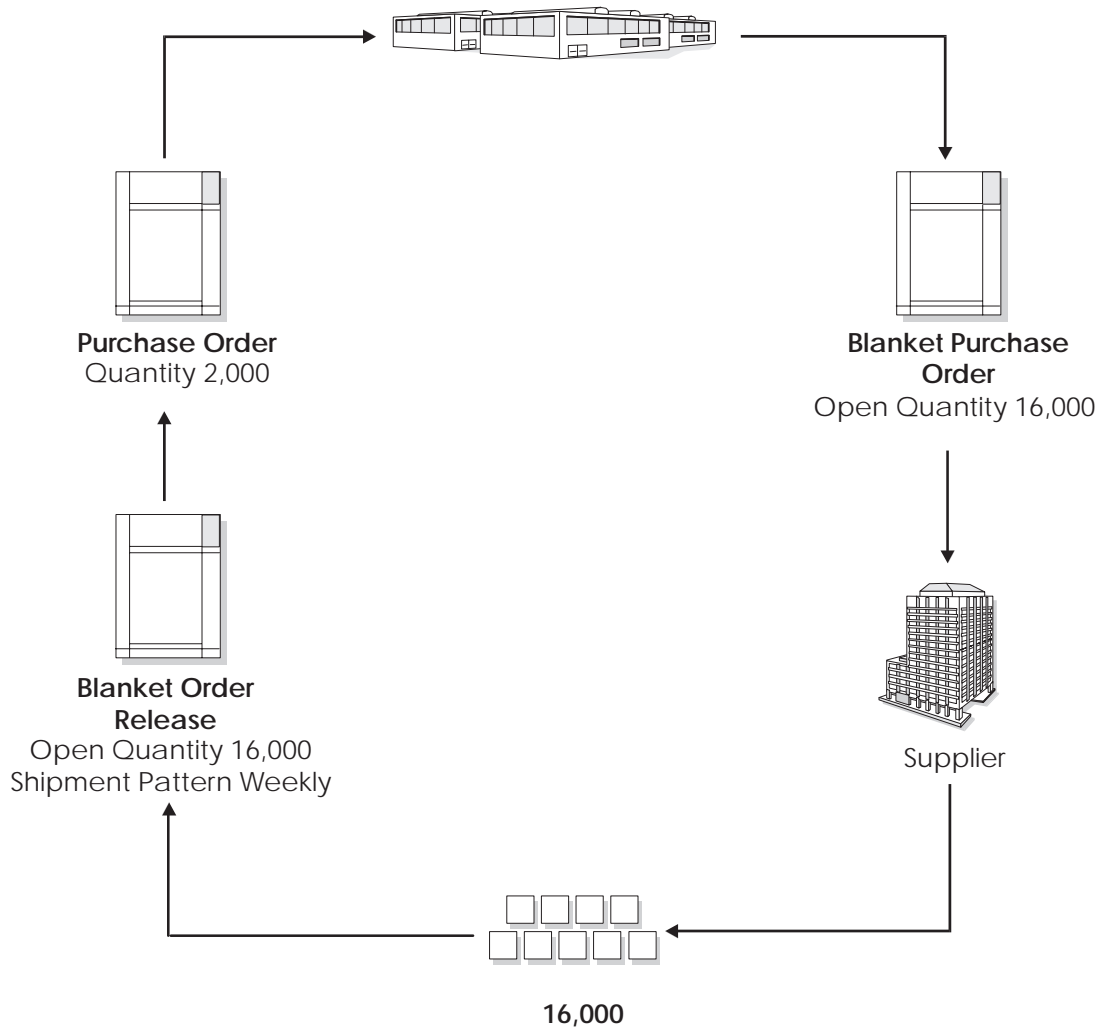 Purchase Order
Quantity 2,000
Blanket Purchase
Order
Open Quantity 16,000
Blanket Order
Release
Open Quantity 16,000
Shipment Pattern Weekly
Supplier
16,000